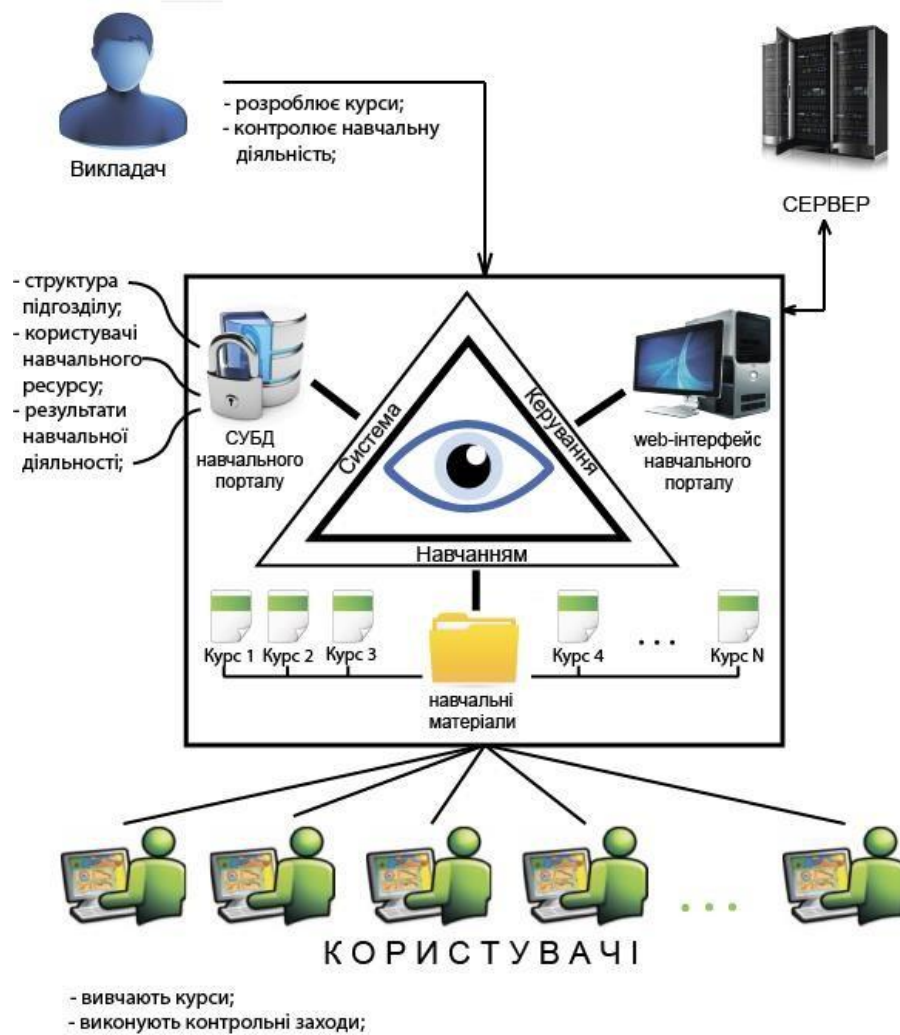 - розроблює курси;
- контролює навчальну
діяльність;
Викладач
СЕРВЕР
- структура
підгозділу;
- користувачі
навчального
ресурсу;
- результати
навчальної
діяльності;
СУБД
навчального
порталу
Система
Керування
Навчанням
web-інтерфейс
навчального
порталу
Курс 1
Курс 2
Курс 3
Курс 4
...
Курс N
навчальні
матеріали
...
КОРИСТУВАЧІ
- вивчають курси;
- виконують контрольні заходи;